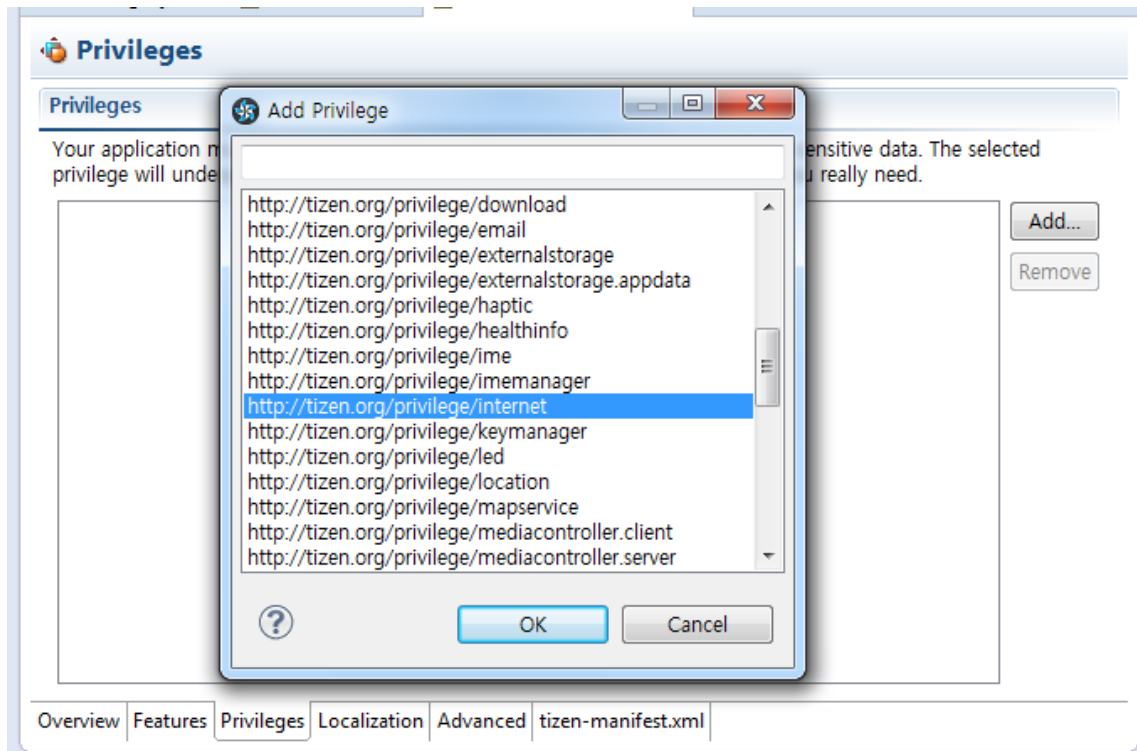 Privileges
Privileges
Add Privilege
Your application
ensitive data. The selected
privilege will unde
really need.
http://tizen.org/privilege/download
http://tizen.org/privilege/email
http://tizen.org/privilege/externalstorage
http://tizen.org/privilege/externalstorage.appdata
http://tizen.org/privilege/haptic
http://tizen.org/privilege/healthinfo
http://tizen.org/privilege/ime
http://tizen.org/privilege/imemanager
http://tizen.org/privilege/internet
http://tizen.org/privilege/keymanager
http://tizen.org/privilege/led
http://tizen.org/privilege/location
http://tizen.org/privilege/mapservice
http://tizen.org/privilege/mediacontroller.client
http://tizen.org/privilege/mediacontroller.server
Add...
Remove
OK
Cancel
Overview Features Privileges Localization Advanced tizen-manifest.xml